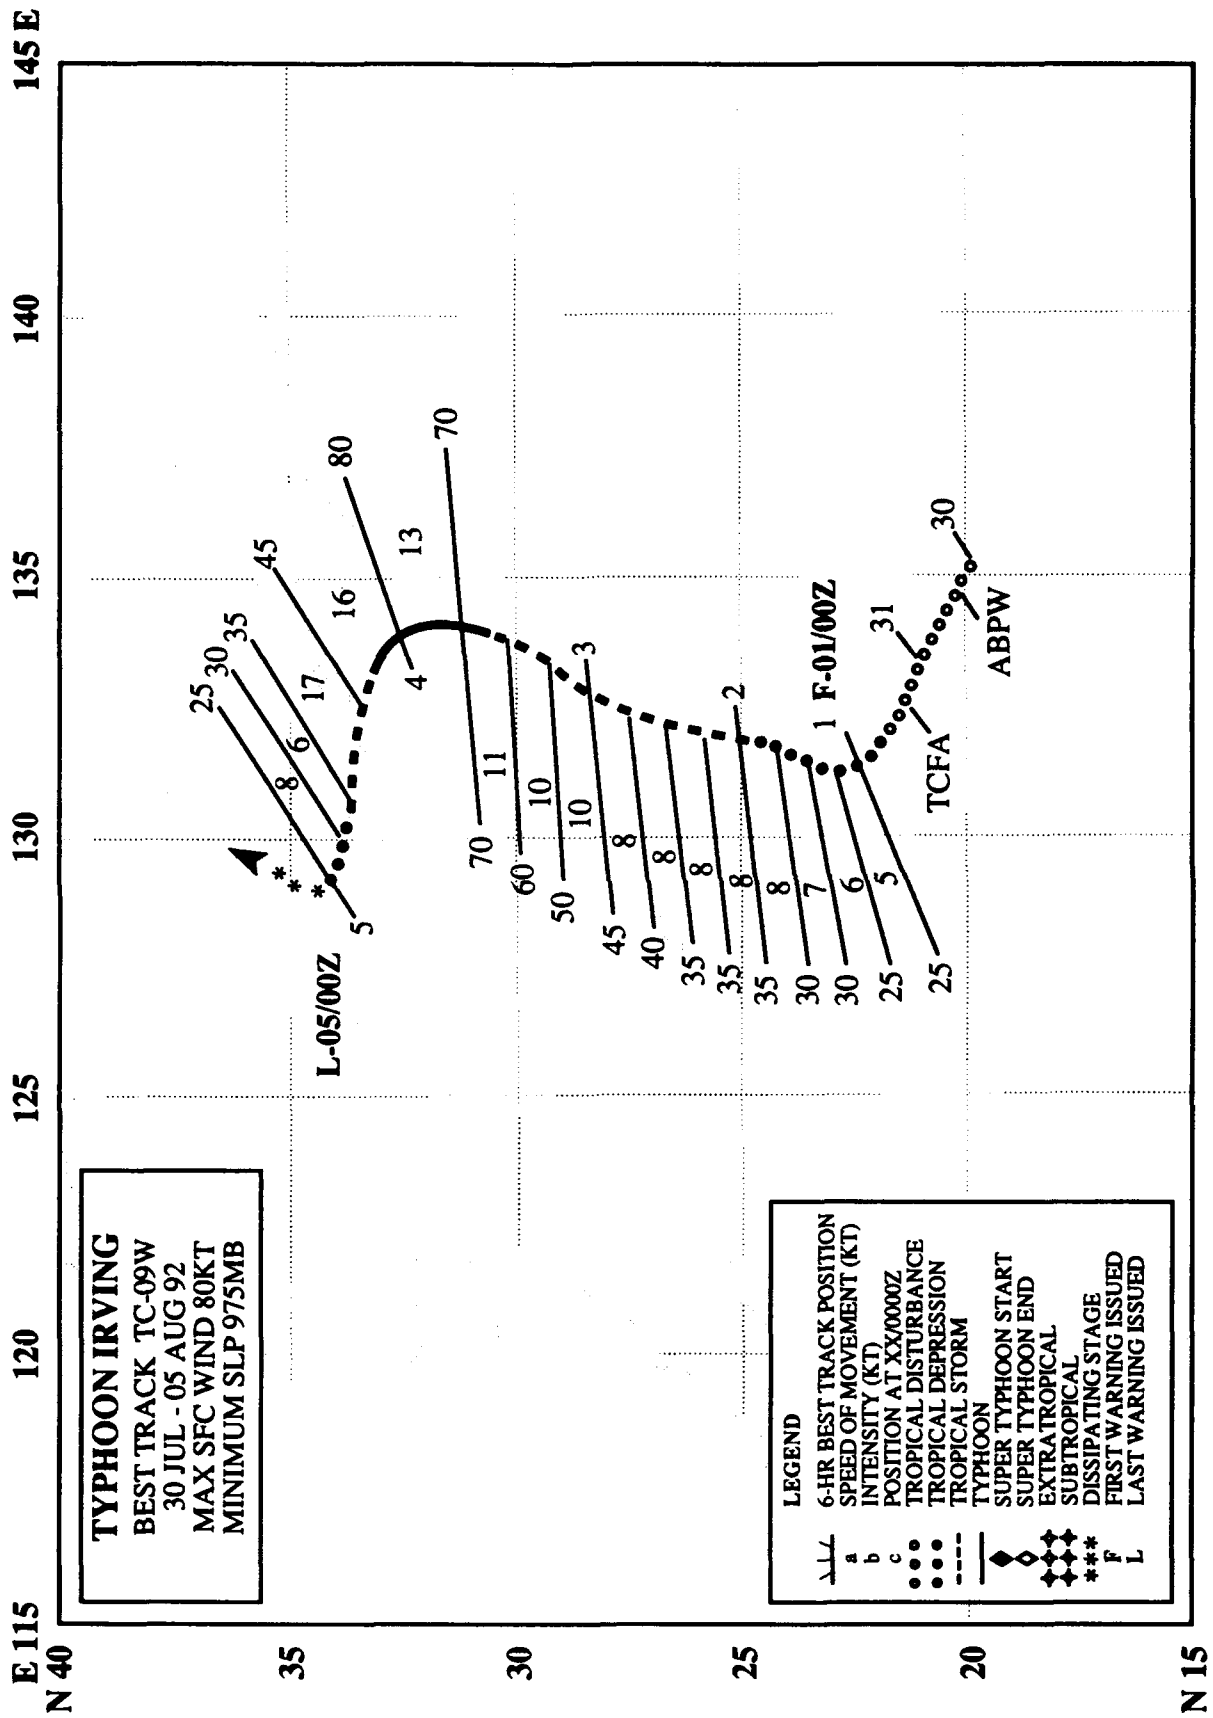 TYPHOON IRVING
BEST TRACK TC-09W
30 JUL - 05 AUG 92
MAX SFC WIND 80KT
MINIMUM SLP 975MB
LEGEND
6-HR BEST TRACK POSITION
a SPEED OF MOVEMENT (KT)
b INTENSITY (KT)
c POSITION AT XX/0000Z
TROPICAL DISTURBANCE
TROPICAL DEPRESSION
TROPICAL STORM
TYPHOON
SUPER TYPHOON START
SUPER TYPHOON END
EXTRATROPICAL
SUBTROPICAL
*** DISSIPATING STAGE
F FIRST WARNING ISSUED
L LAST WARNING ISSUED
E 115
120
125
130
135
140
145 E
N 40
35
30
25
20
N 15
L-05/00Z
5
25
30
35
45
80
70
8
6
17
16
13
4
70
60
50
45
40
35
35
35
30
30
25
25
11
10
10
8
8
8
8
8
7
6
5
3
2
1 F-01/00Z
TCFA
31
ABPW
30